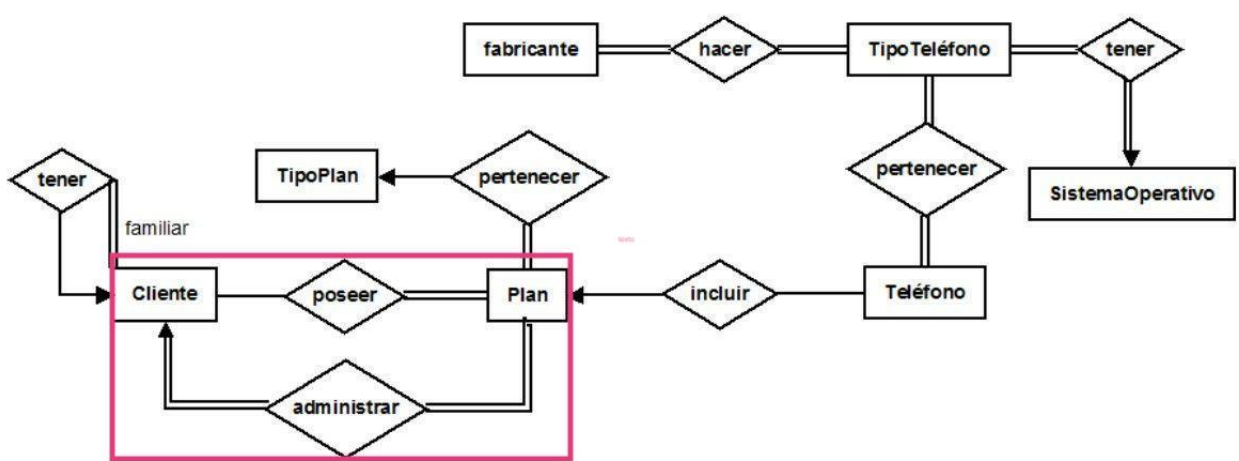 fabricante
hacer
TipoTeléfono
tener
TipoPlan
pertenecer
pertenecer
tener
SistemaOperativo
familiar
Cliente
poseer
Plan
incluir
Teléfono
administrar